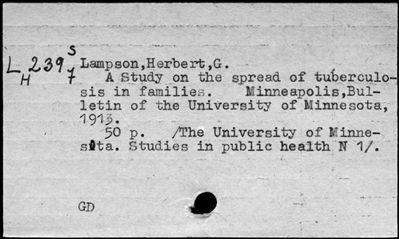 L H 239 S 7
Lampson,Herbert,G.
A Study on the spread of tuberculo-
sis in families. Minneapolis,Bul-
letin of the University of Minnesota,
1913.
50 p. /The University of Minne-
sota. Studies in public health N 1/.
GD